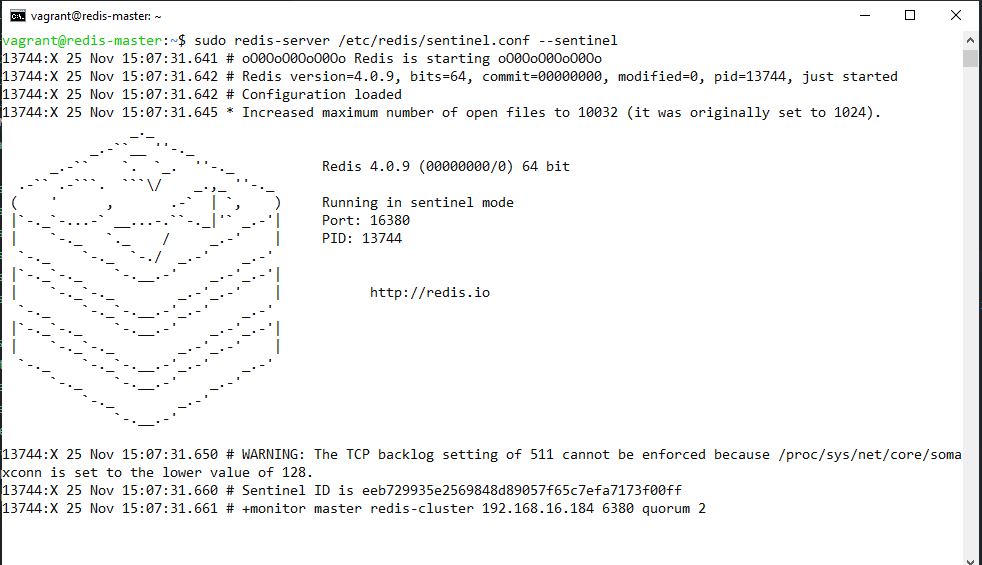 vagrant@redis-master: ~
vagrant@redis-master:~$ sudo redis-server /etc/redis/sentinel.conf --sentinel
13744:X 25 Nov 15:07:31.641 # oO0OoO0OoO0Oo Redis is starting oO0OoO0OoO0Oo
13744:X 25 Nov 15:07:31.642 # Redis version=4.0.9, bits=64, commit=00000000, modified=0, pid=13744, just started
13744:X 25 Nov 15:07:31.642 # Configuration loaded
13744:X 25 Nov 15:07:31.645 * Increased maximum number of open files to 10032 (it was originally set to 1024).
Redis 4.0.9 (00000000/0) 64 bit
Running in sentinel mode
Port: 16380
PID: 13744
http://redis.io
13744:X 25 Nov 15:07:31.650 # WARNING: The TCP backlog setting of 511 cannot be enforced because /proc/sys/net/core/soma
xconn is set to the lower value of 128.
13744:X 25 Nov 15:07:31.660 # Sentinel ID is eeb729935e2569848d89057f65c7efa7173f00ff
13744:X 25 Nov 15:07:31.661 # +monitor master redis-cluster 192.168.16.184 6380 quorum 2